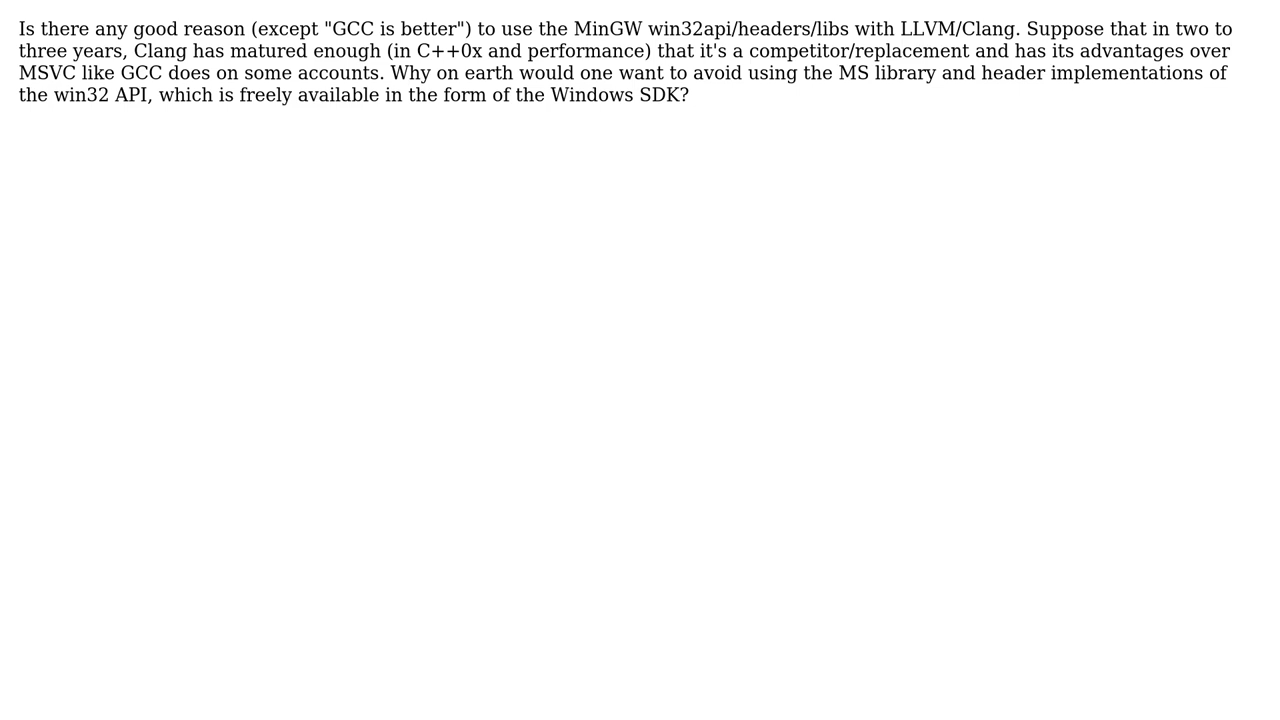 Is there any good reason (except "GCC is better") to use the MinGW win32api/headers/libs with LLVM/Clang. Suppose that in two to
three years, Clang has matured enough (in C++0x and performance) that it's a competitor/replacement and has its advantages over
MSVC like GCC does on some accounts. Why on earth would one want to avoid using the MS library and header implementations of
the win32 API, which is freely available in the form of the Windows SDK?